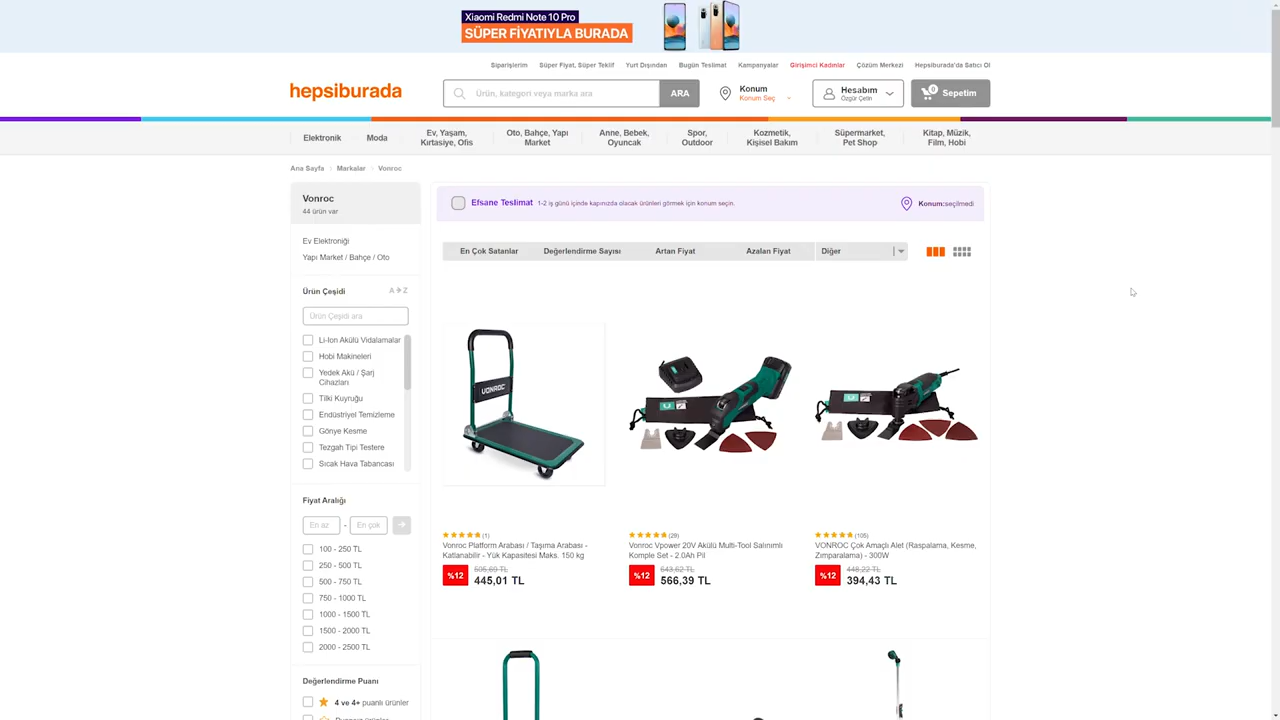 Xiaomi Redmi Note 10 Pro
SÜPER FİYATIYLA BURADA
Siparişlerim Süper Fiyat, Süper Teklif Yurt Dışından Bugün Teslimat Kampanyalar Girişimci Kadınlar Çözüm Merkezi Hepsiburada'da Satıcı Ol
hepsiburada
Ürün, kategori veya marka ara
ARA
Konum
Konum Seç
Hesabım
Özgür Çetin
0
Sepetim
Elektronik
Moda
Ev, Yaşam,
Kırtasiye, Ofis
Oto, Bahçe, Yapı
Market
Anne, Bebek,
Oyuncak
Spor,
Outdoor
Kozmetik,
Kişisel Bakım
Süpermarket,
Pet Shop
Kitap, Müzik,
Film, Hobi
Ana Sayfa Markalar Vonroc
Vonroc
44 ürün var
Ev Elektroniği
Yapı Market / Bahçe / Oto
Ürün Çeşidi
A Z
Ürün Çeşidi ara
Li-Ion Akülü Vidalamalar
Hobi Makineleri
Yedek Akü / Şarj
Cihazları
Tilki Kuyruğu
Endüstriyel Temizleme
Gönye Kesme
Tezgah Tipi Testere
Sıcak Hava Tabancası
Fiyat Aralığı
En az - En çok
100 - 250 TL
250 - 500 TL
500 - 750 TL
750 - 1000 TL
1000 - 1500 TL
1500 - 2000 TL
2000 - 2500 TL
Değerlendirme Puanı
4 ve 4+ puanlı ürünler
Efsane Teslimat 1-2 iş günü içinde kapınızda olacak ürünleri görmek için konum seçin.
Konum:seçilmedi
En Çok Satanlar Değerlendirme Sayısı Artan Fiyat Azalan Fiyat Diğer
VONROC
(1)
Vonroc Platform Arabası / Taşıma Arabası -
Katlanabilir - Yük Kapasitesi Maks. 150 kg
%12
505,69 TL
445,01 TL
(29)
Vonroc Vpower 20V Akülü Multi-Tool Salınımlı
Komple Set - 2.0Ah Pil
%12
643,62 TL
566,39 TL
(105)
VONROC Çok Amaçlı Alet (Raspalama, Kesme,
Zımparalama) - 300W
%12
448,22 TL
394,43 TL